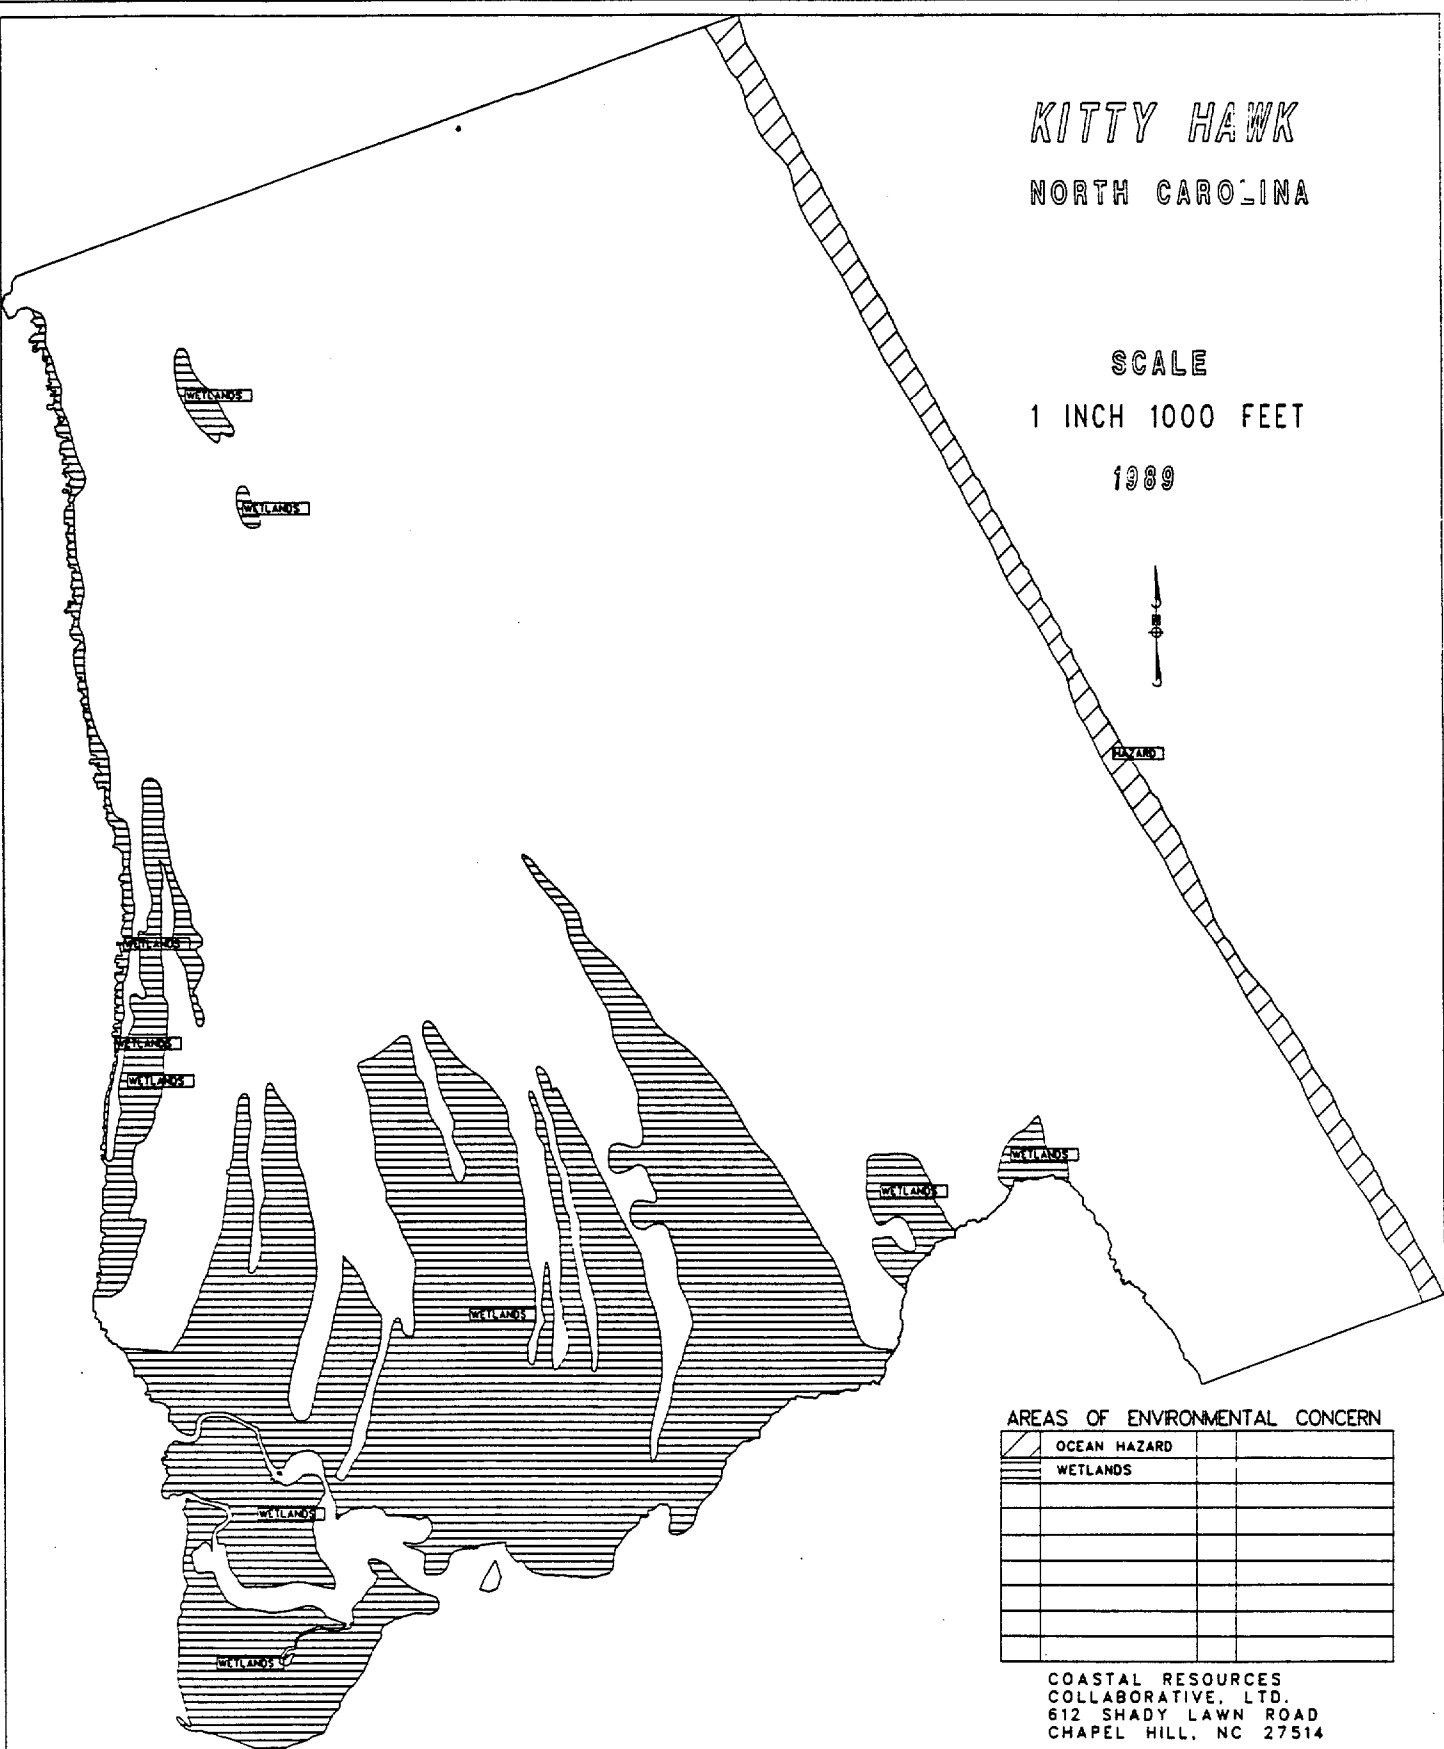 KITTY HAWK
NORTH CAROLINA
SCALE
1 INCH 1000 FEET
1989
WETLANDS
WETLANDS
HAZARD
WETLANDS
WETLANDS
WETLANDS
WETLANDS
WETLANDS
WETLANDS
WETLANDS
WETLANDS
AREAS OF ENVIRONMENTAL CONCERN
OCEAN HAZARD
WETLANDS
COASTAL RESOURCES
COLLABORATIVE, LTD.
612 SHADY LAWN ROAD
CHAPEL HILL, NC 27514